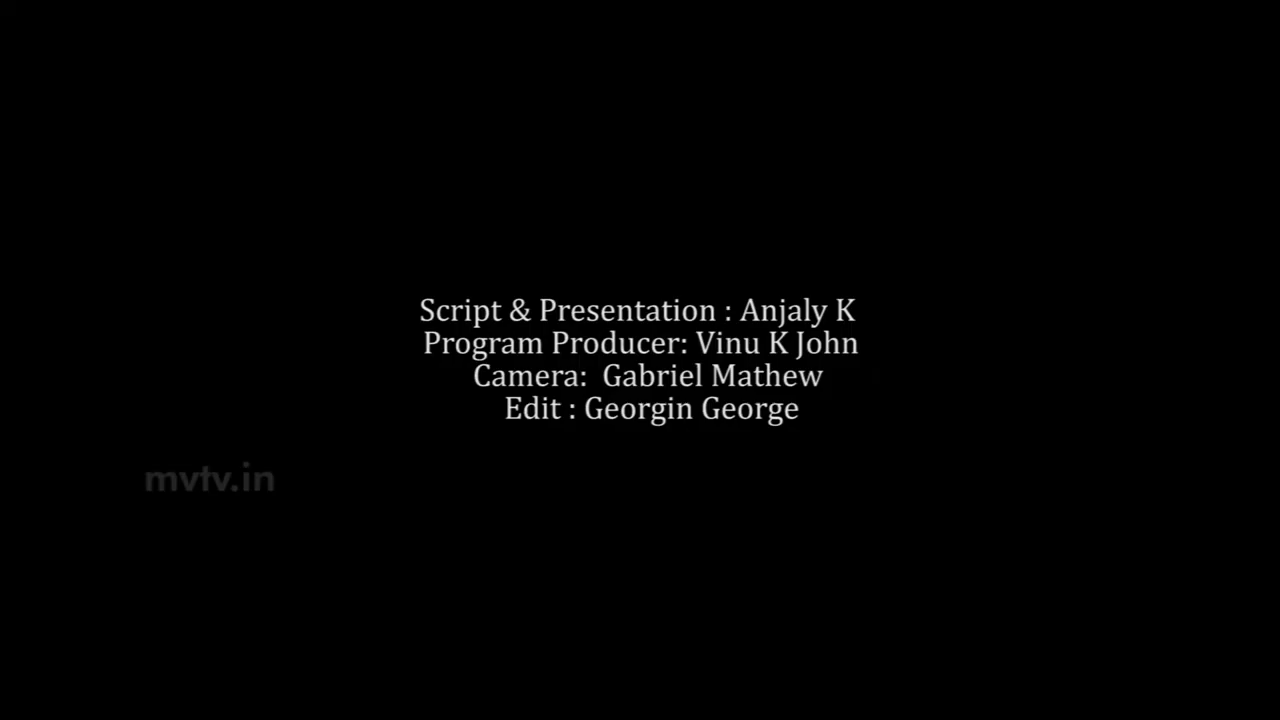 Script & Presentation : Anjaly K
Program Producer: Vinu K John
Camera:  Gabriel Mathew
Edit : Georgin George
mvtv.in